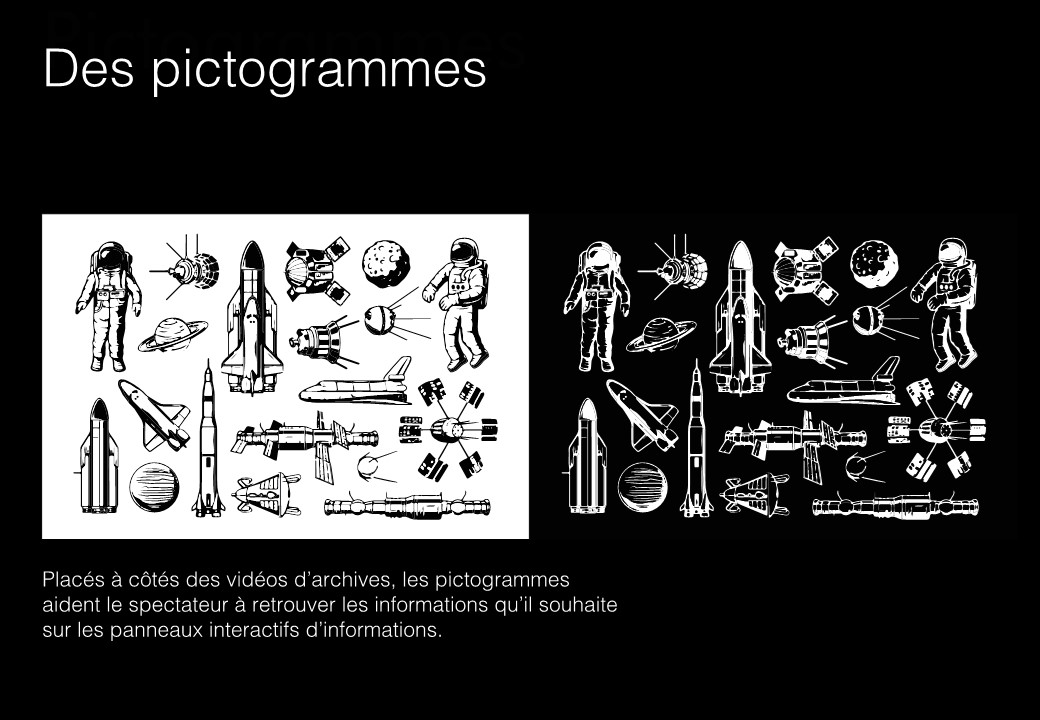 Pictogrammes
Des pictogrammes
Placés à côtés des vidéos d’archives, les pictogrammes
aident le spectateur à retrouver les informations qu’il souhaite
sur les panneaux interactifs d’informations.